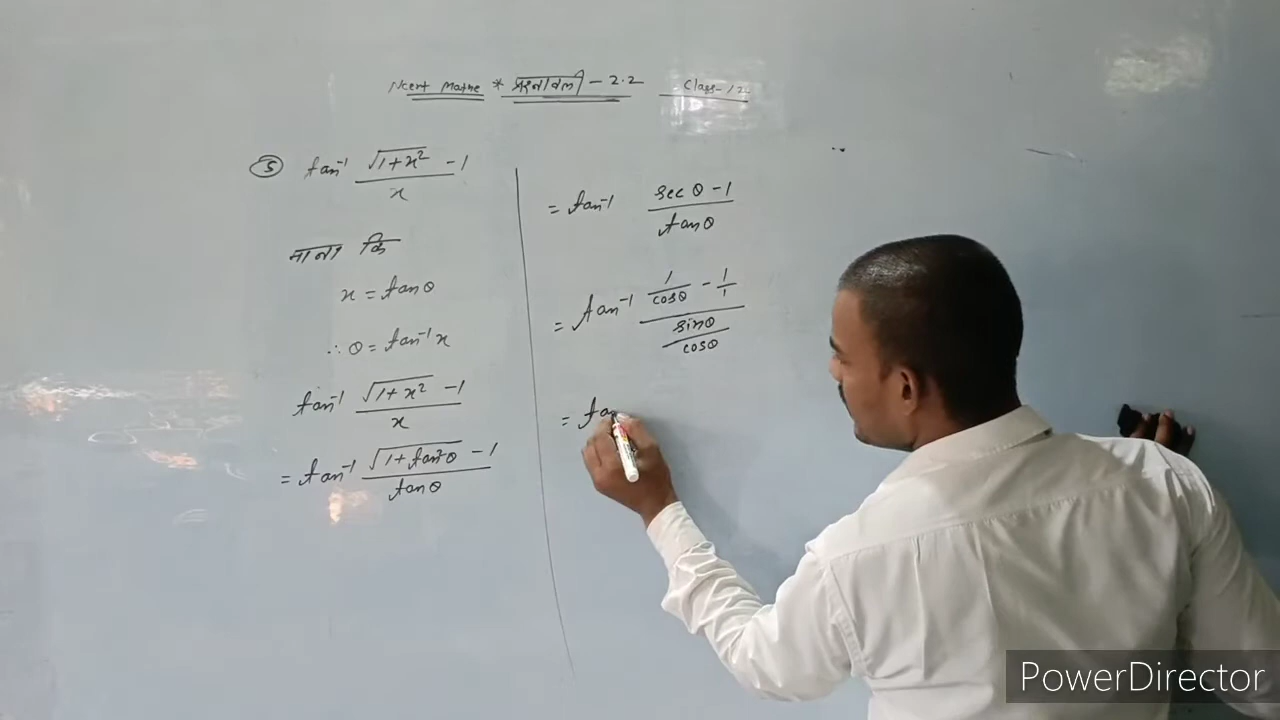 Ncert Maths * प्रश्नावली - 2.2 Class-12
⑤ tan⁻¹ (√(1+x²) - 1)/x
माना कि
x = tanθ
∴ θ = tan⁻¹x
tan⁻¹ (√(1+x²) - 1)/x
= tan⁻¹ (√(1+tan²θ) - 1)/tanθ
= tan⁻¹ (secθ - 1)/tanθ
= tan⁻¹ (1/cosθ - 1/1)/(sinθ/cosθ)
= tan
PowerDirector